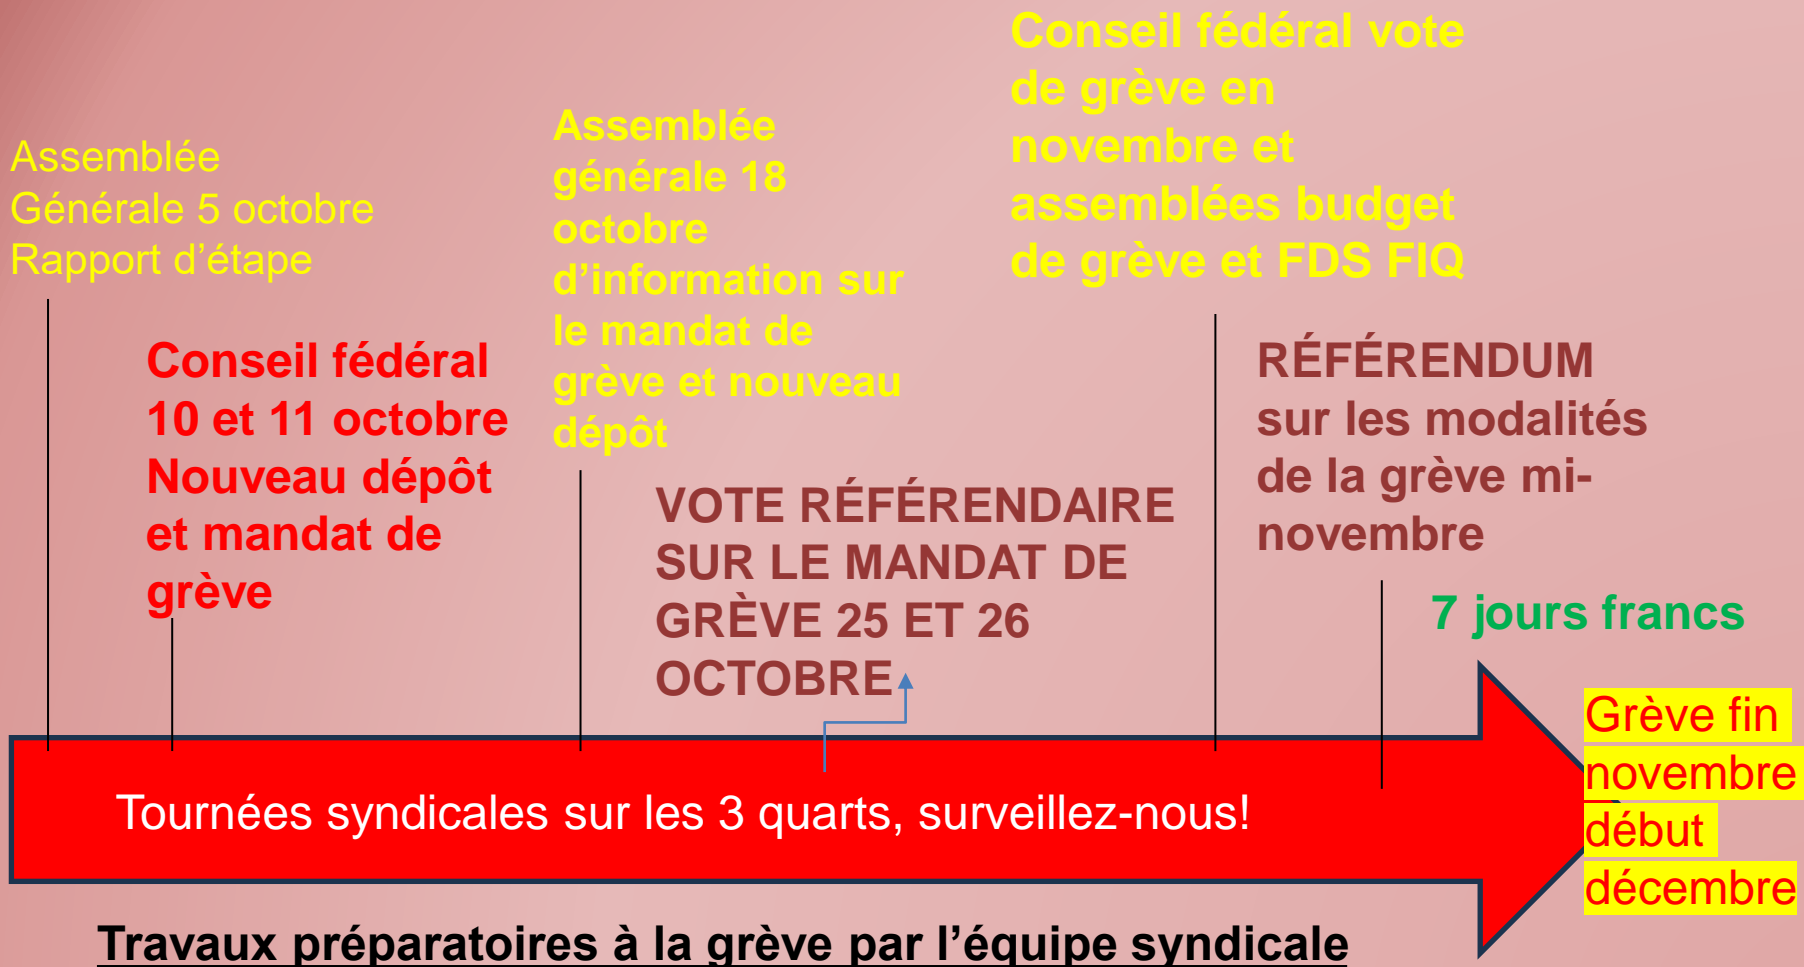 Assemblée
Générale 5 octobre
Rapport d’étape
Conseil fédéral
10 et 11 octobre
Nouveau dépôt
et mandat de
grève
Assemblée
générale 18
octobre
d’information sur
le mandat de
grève et nouveau
dépôt
VOTE RÉFÉRENDAIRE
SUR LE MANDAT DE
GRÈVE 25 ET 26
OCTOBRE
Conseil fédéral vote
de grève en
novembre et
assemblées budget
de grève et FDS FIQ
RÉFÉRENDUM
sur les modalités
de la grève mi-
novembre
7 jours francs
Grève fin
novembre
début
décembre
Tournées syndicales sur les 3 quarts, surveillez-nous!
Travaux préparatoires à la grève par l’équipe syndicale